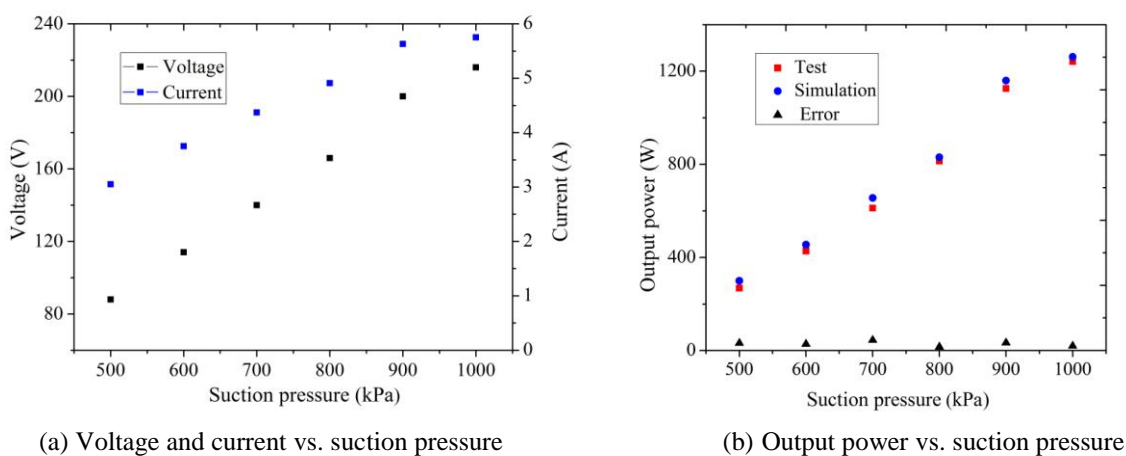 240
200
160
120
80
Voltage (V)
Voltage
Current
6
5
4
3
2
1
0
Current (A)
500 600 700 800 900 1000
Suction pressure (kPa)
(a) Voltage and current vs. suction pressure
1200
800
400
0
Output power (W)
Test
Simulation
Error
500 600 700 800 900 1000
Suction pressure (kPa)
(b) Output power vs. suction pressure